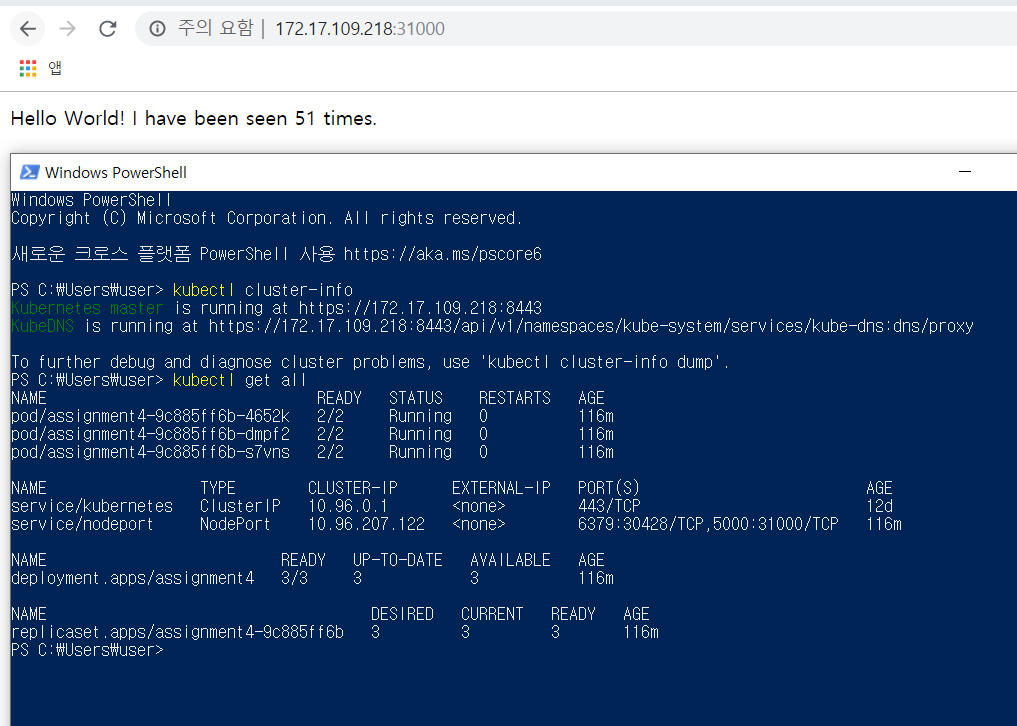 주의 요함 | 172.17.109.218:31000
앱
Hello World! I have been seen 51 times.
Windows PowerShell
Windows PowerShell
Copyright (C) Microsoft Corporation. All rights reserved.
새로운 크로스 플랫폼 PowerShell 사용 https://aka.ms/pscore6
PS C:₩Users₩user> kubectl cluster-info
Kubernetes master is running at https://172.17.109.218:8443
KubeDNS is running at https://172.17.109.218:8443/api/v1/namespaces/kube-system/services/kube-dns:dns/proxy
To further debug and diagnose cluster problems, use 'kubectl cluster-info dump'.
PS C:₩Users₩user> kubectl get all
NAME READY STATUS RESTARTS AGE
pod/assignment4-9c885ff6b-4652k 2/2 Running 0 116m
pod/assignment4-9c885ff6b-dmpf2 2/2 Running 0 116m
pod/assignment4-9c885ff6b-s7vns 2/2 Running 0 116m
NAME TYPE CLUSTER-IP EXTERNAL-IP PORT(S) AGE
service/kubernetes ClusterIP 10.96.0.1 <none> 443/TCP 12d
service/nodeport NodePort 10.96.207.122 <none> 6379:30428/TCP,5000:31000/TCP 116m
NAME READY UP-TO-DATE AVAILABLE AGE
deployment.apps/assignment4 3/3 3 3 116m
NAME DESIRED CURRENT READY AGE
replicaset.apps/assignment4-9c885ff6b 3 3 3 116m
PS C:₩Users₩user>